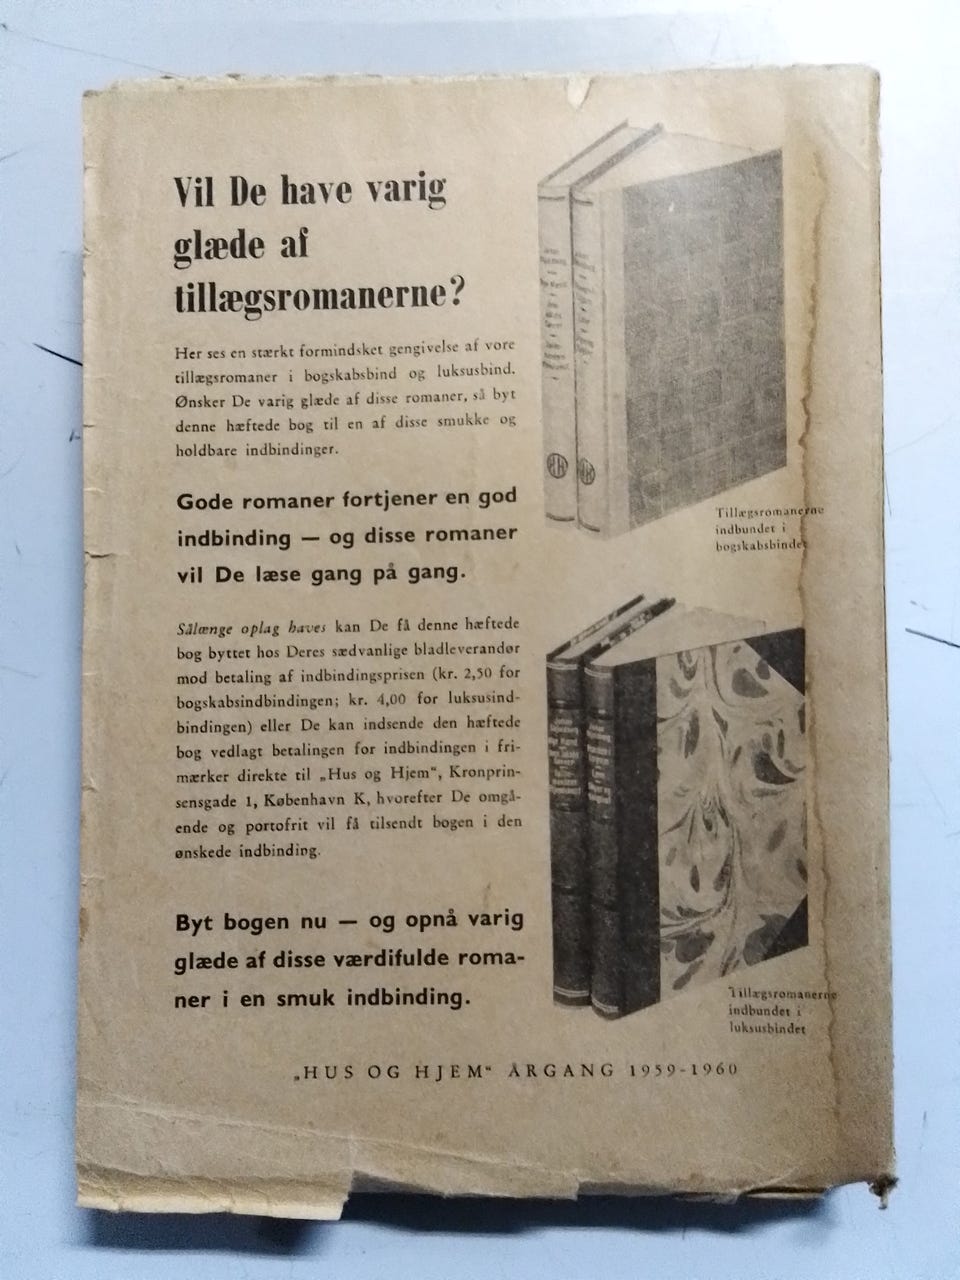 Vil De have varig
glæde af
tillægsromanerne?
Her ses en stærkt formindsket gengivelse af vore
tillægsromaner i bogskabsbind og luksusbind.
Ønsker De varig glæde af disse romaner, så byt
denne hæftede bog til en af disse smukke og
holdbare indbindinger.
Gode romaner fortjener en god
indbinding — og disse romaner
vil De læse gang på gang.
Sålænge oplag haves kan De få denne hæftede
bog byttet hos Deres sædvanlige bladleverandør
mod betaling af indbindingsprisen (kr. 2,50 for
bogskabsindbindingen; kr. 4,00 for luksusind-
bindingen) eller De kan indsende den hæftede
bog vedlagt betalingen for indbindingen i fri-
mærker direkte til „Hus og Hjem“, Kronprin-
sensgade 1, København K, hvorefter De omgå-
ende og portofrit vil få tilsendt bogen i den
ønskede indbinding.
Byt bogen nu — og opnå varig
glæde af disse værdifulde roma-
ner i en smuk indbinding.
Tillægsromanerne
indbundet i
bogskabsbindet
Tillægsromanerne
indbundet i
luksusbindet
„HUS OG HJEM“ ÅRGANG 1959-1960